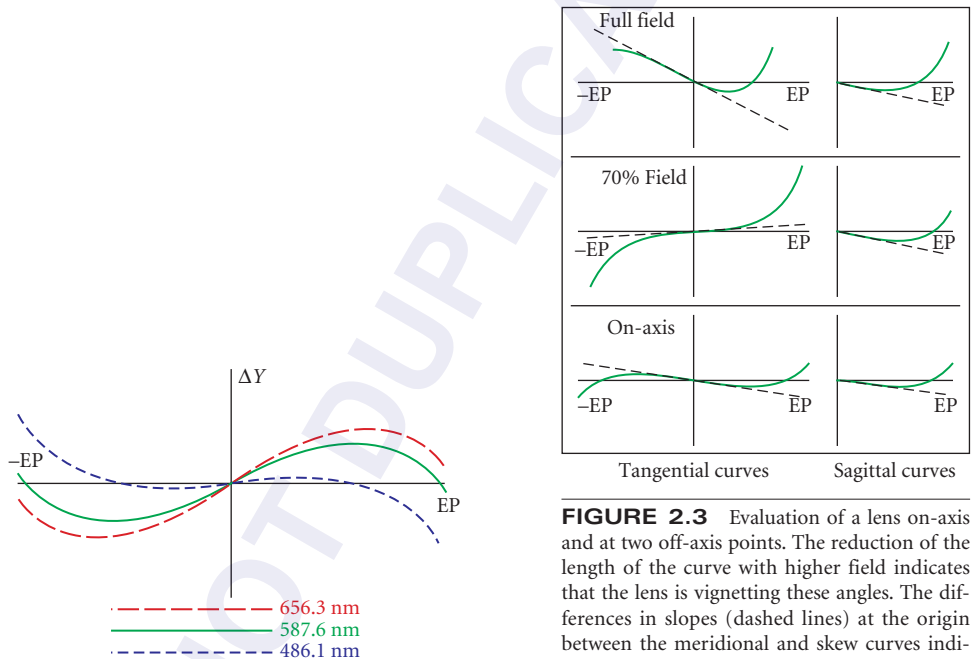 ΔY
–EP
EP
656.3 nm
587.6 nm
486.1 nm
Full field
–EP
EP
EP
70% Field
–EP
EP
EP
On-axis
–EP
EP
EP
Tangential curves
Sagittal curves
FIGURE 2.3 Evaluation of a lens on-axis
and at two off-axis points. The reduction of the
length of the curve with higher field indicates
that the lens is vignetting these angles. The dif-
ferences in slopes (dashed lines) at the origin
between the meridional and skew curves indi-
NOT DUPLICA